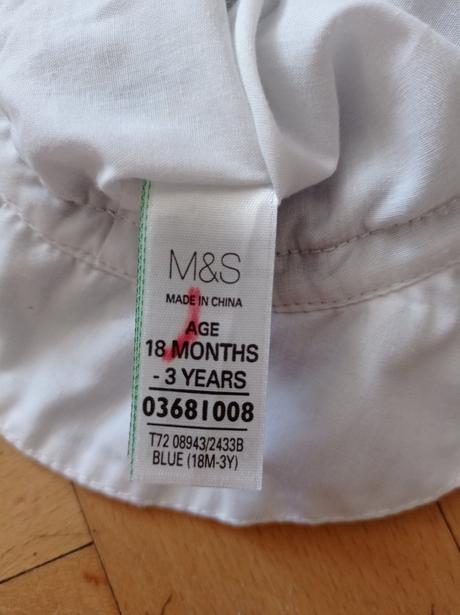 M&S
MADE IN CHINA
AGE
18 MONTHS
- 3 YEARS
03681008
T72 08943/2433B
BLUE (18M-3Y)